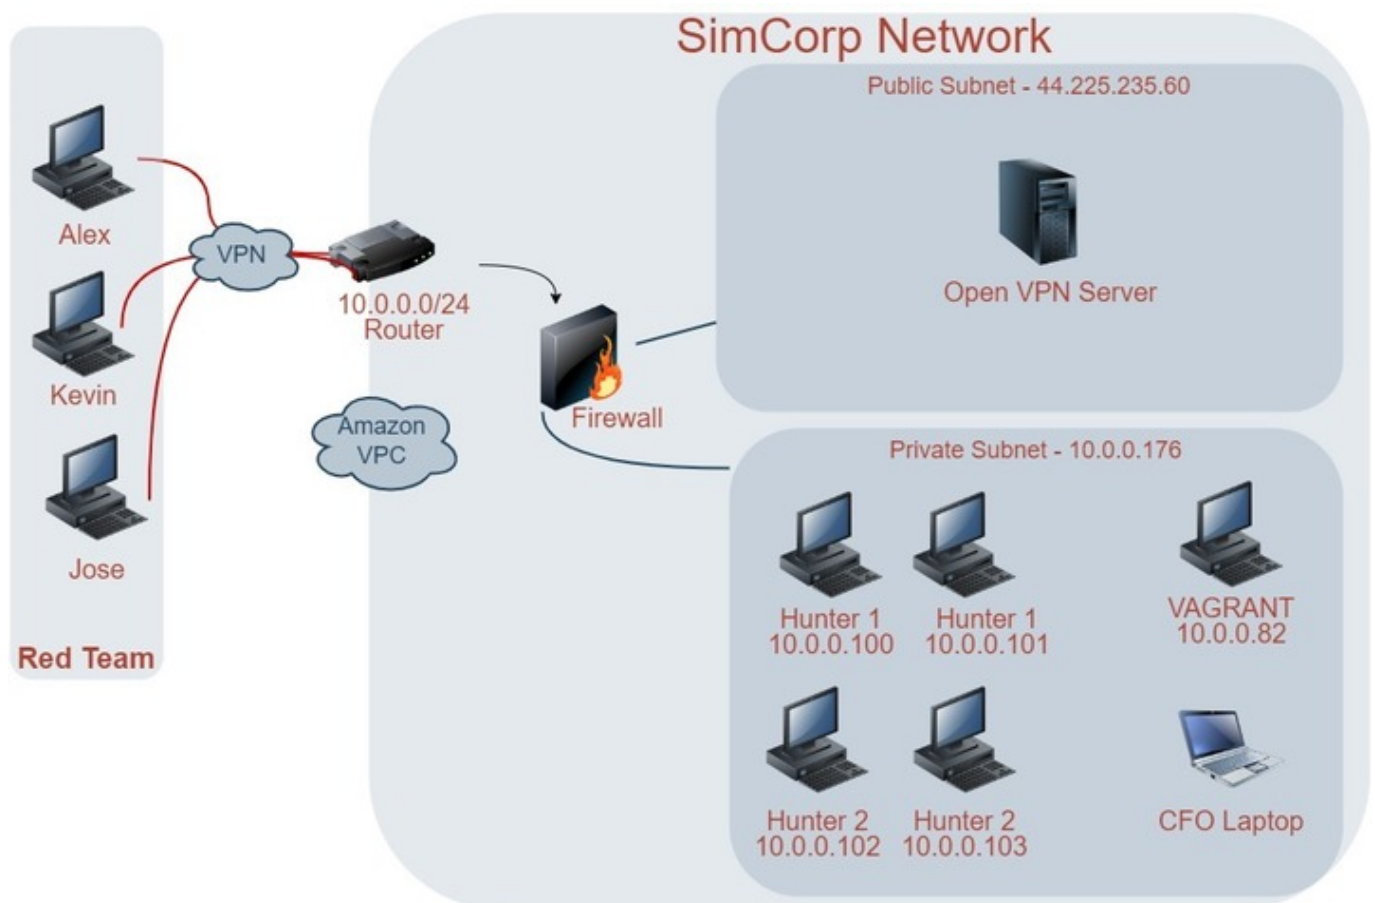 SimCorp Network
Public Subnet - 44.225.235.60
Open VPN Server
Alex
Kevin
Jose
Red Team
VPN
10.0.0.0/24
Router
Amazon
VPC
Firewall
Private Subnet - 10.0.0.176
Hunter 1
10.0.0.100
Hunter 1
10.0.0.101
VAGRANT
10.0.0.82
Hunter 2
10.0.0.102
Hunter 2
10.0.0.103
CFO Laptop